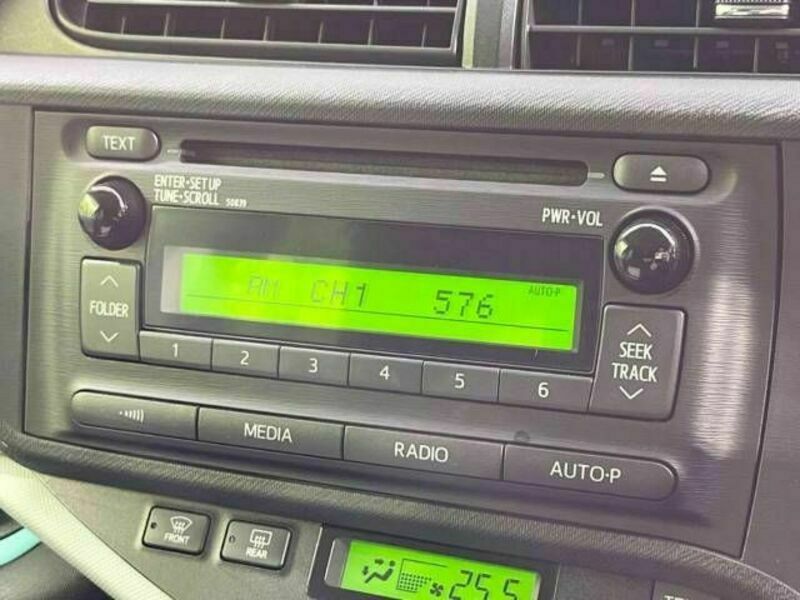 TEXT
ENTER•SETUP
TUNE•SCROLL 50839
PWR•VOL
AM CH1 576 AUTO-P
FOLDER
SEEK
TRACK
1 2 3 4 5 6
MEDIA RADIO AUTO•P
FRONT REAR
25.5